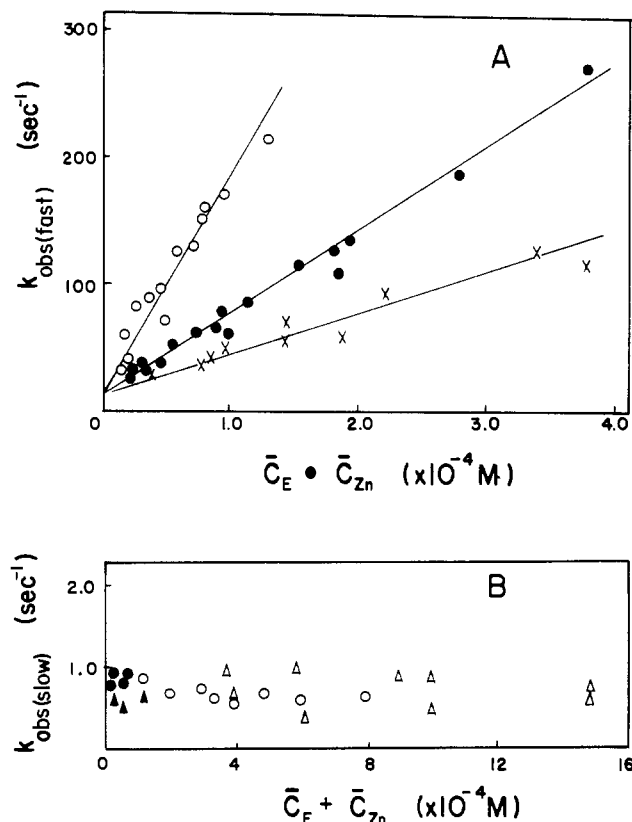 A
300
200
100
0
1.0
2.0
3.0
4.0
k_obs(fast) (sec⁻¹)
C̄_E • C̄_Zn (x10⁻⁴ M)
B
2.0
1.0
0
0
4
8
12
16
k_obs(slow) (sec⁻¹)
C̄_E + C̄_Zn (x10⁻⁴ M)